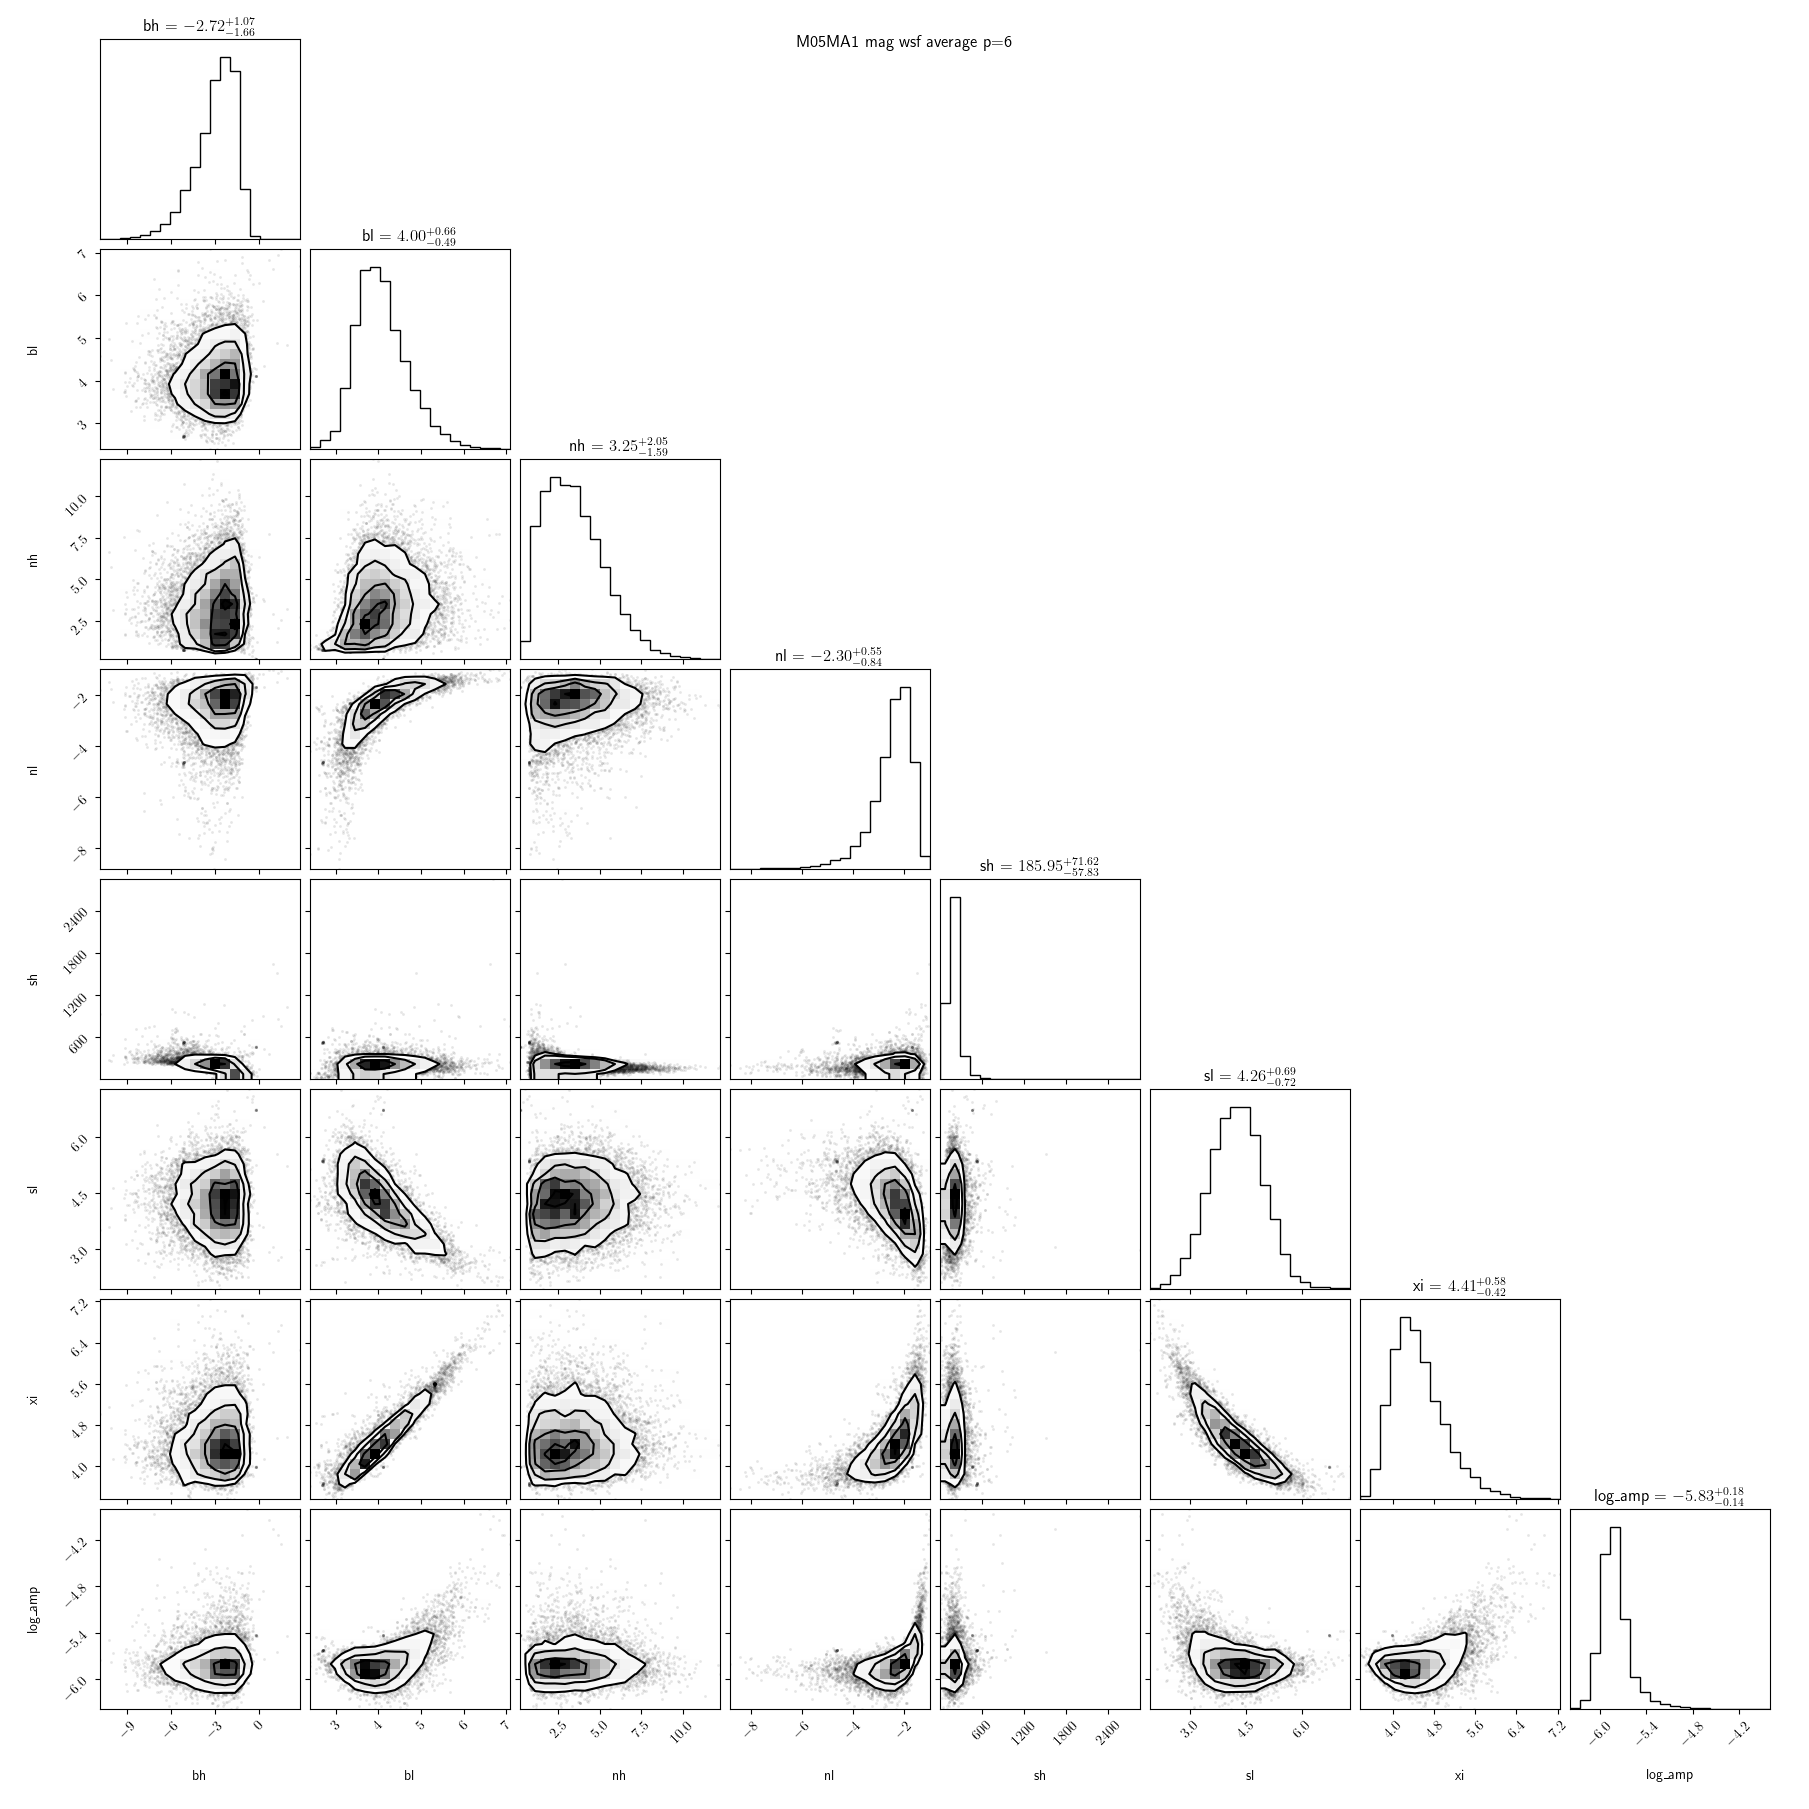 M05MA1 mag wsf average p=6
bh = −2.72+1.07−1.66
bl = 4.00+0.66−0.49
7
6
5
4
3
bl
nh = 3.25+2.05−1.59
10.0
7.5
5.0
2.5
nh
nl = −2.30+0.55−0.84
−2
−4
−6
−8
nl
sh = 185.95+71.62−57.83
2400
1800
1200
600
sh
sl = 4.26+0.69−0.72
6.0
4.5
3.0
sl
xi = 4.41+0.58−0.42
7.2
6.4
5.6
4.8
4.0
xi
log_amp = −5.83+0.18−0.14
−4.2
−4.8
−5.4
−6.0
log_amp
−9 −6 −3 0
3 4 5 6 7
2.5 5.0 7.5 10.0
−8 −6 −4 −2
600 1200 1800 2400
3.0 4.5 6.0
4.0 4.8 5.6 6.4 7.2
−6.0 −5.4 −4.8 −4.2
bh bl nh nl sh sl xi log_amp